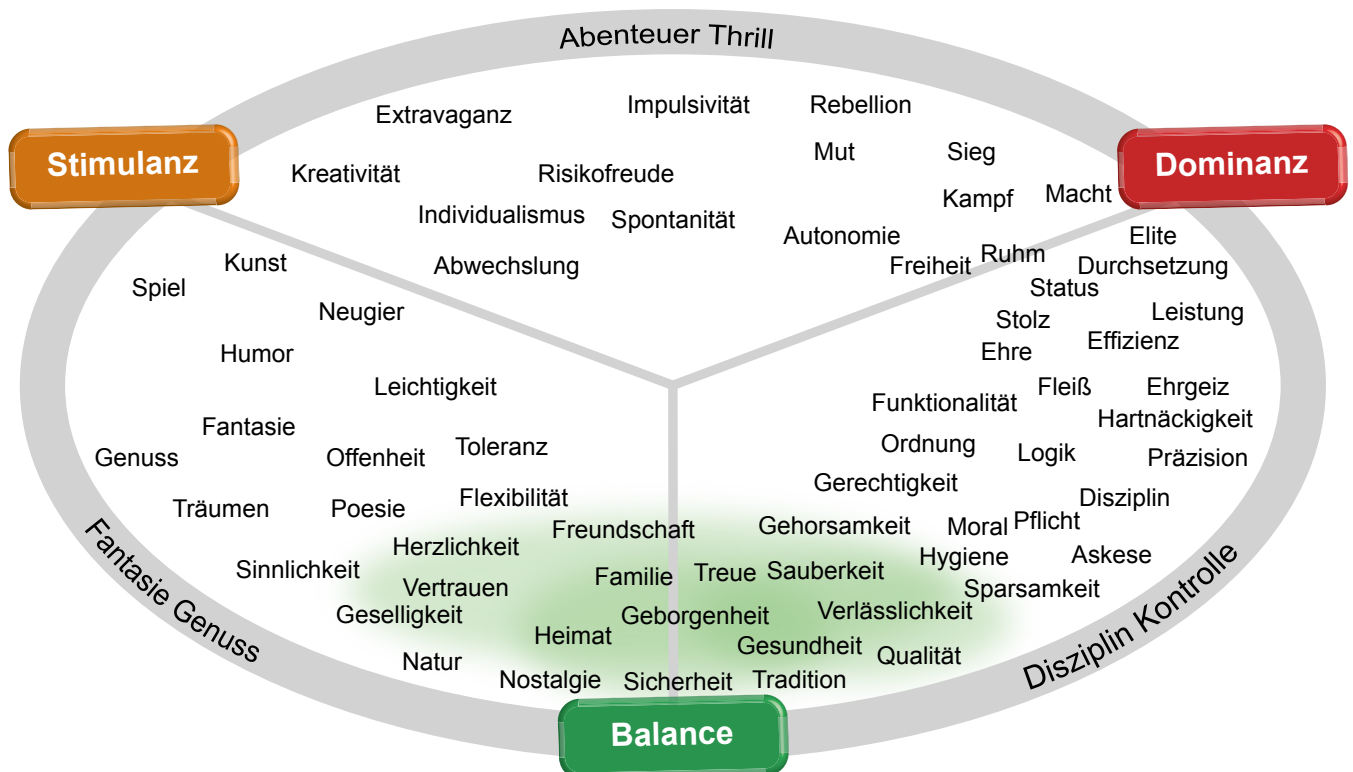 Abenteuer Thrill
Extravaganz
Impulsivität
Rebellion
Stimulanz
Dominanz
Mut
Sieg
Kreativität
Risikofreude
Kampf
Macht
Individualismus
Spontanität
Autonomie
Elite
Kunst
Abwechslung
Freiheit
Ruhm
Durchsetzung
Spiel
Status
Neugier
Stolz
Leistung
Humor
Ehre
Effizienz
Leichtigkeit
Fleiß
Ehrgeiz
Funktionalität
Hartnäckigkeit
Fantasie
Ordnung
Genuss
Offenheit
Toleranz
Logik
Präzision
Gerechtigkeit
Träumen
Poesie
Flexibilität
Disziplin
Freundschaft
Gehorsamkeit
Moral
Pflicht
Herzlichkeit
Hygiene
Askese
Sinnlichkeit
Vertrauen
Familie
Treue
Sauberkeit
Sparsamkeit
Fantasie Genuss
Geselligkeit
Geborgenheit
Verlässlichkeit
Disziplin Kontrolle
Heimat
Gesundheit
Natur
Qualität
Nostalgie
Sicherheit
Tradition
Balance